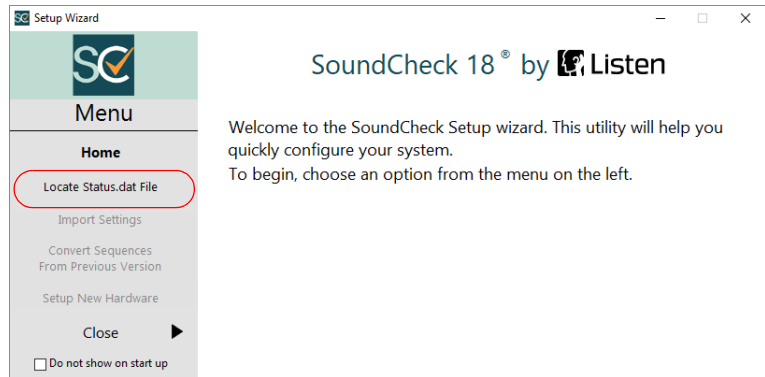 Setup Wizard
SC
Menu
Home
Locate Status.dat File
Import Settings
Convert Sequences
From Previous Version
Setup New Hardware
Close
Do not show on start up
SoundCheck 18 ® by Listen
Welcome to the SoundCheck Setup wizard. This utility will help you
quickly configure your system.
To begin, choose an option from the menu on the left.